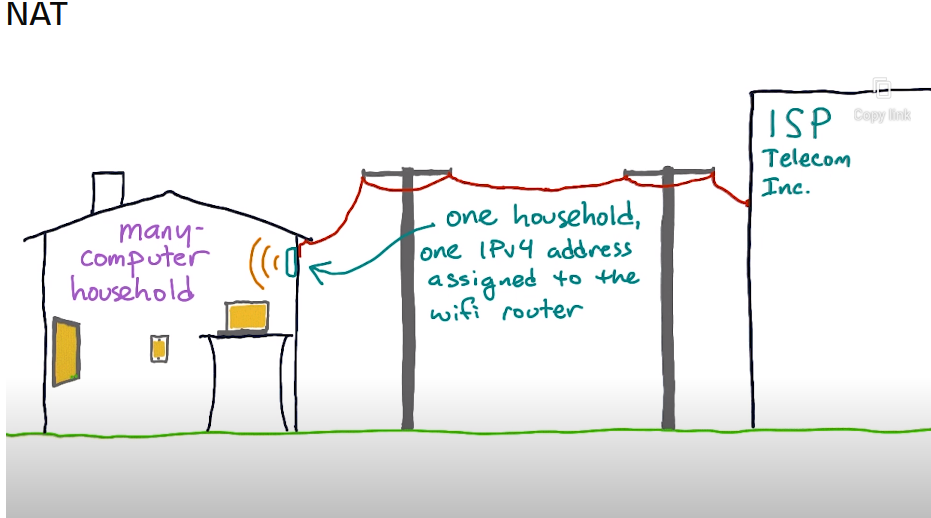 NAT
ISP
Copy link
Telecom
Inc.
many-
computer
household
one household,
one IPv4 address
assigned to the
wifi router